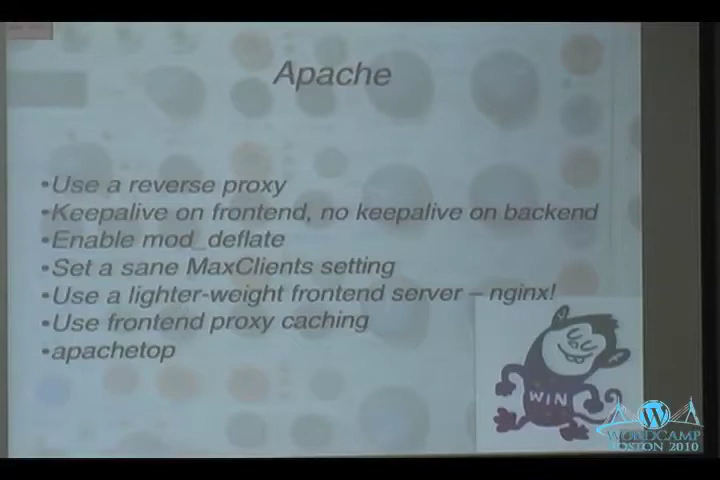 Apache
•Use a reverse proxy
•Keepalive on frontend, no keepalive on backend
•Enable mod_deflate
•Set a sane MaxClients setting
•Use a lighter-weight frontend server – nginx!
•Use frontend proxy caching
•apachetop
WIN
WORDCAMP
BOSTON 2010